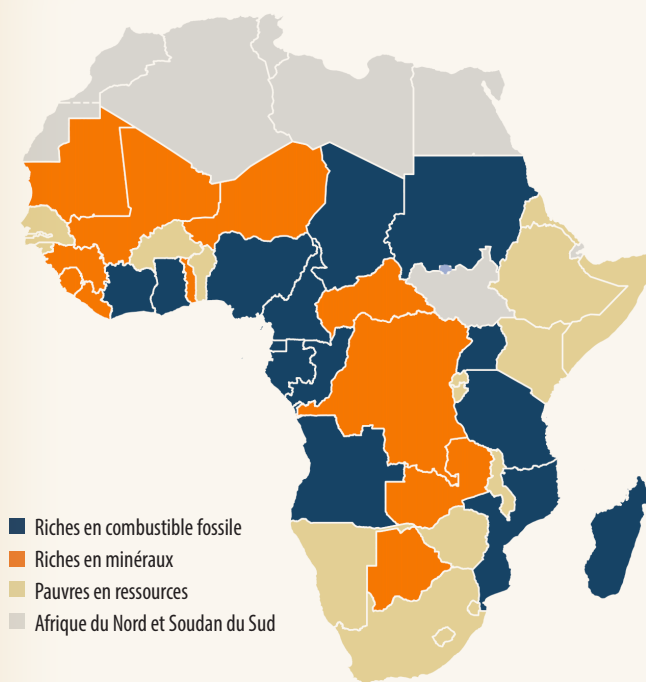 Riches en combustible fossile
Riches en minéraux
Pauvres en ressources
Afrique du Nord et Soudan du Sud